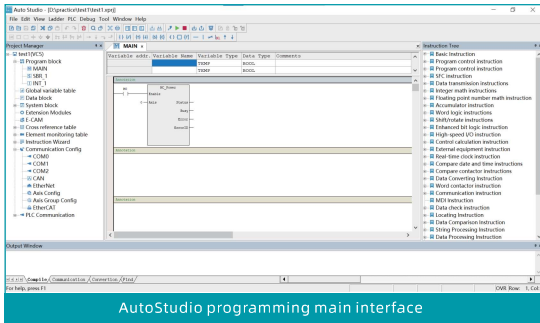 Auto Studio - [D:\practice\test1\test1.xprj]
File Edit View Ladder PLC Debug Tool Window Help
Project Manager
MAIN
Instruction Tree
test1(VC5)
Program block
MAIN
SBR_1
INT_1
Global variable table
Data block
System block
Extension Modules
E-CAM
Cross reference table
Element monitoring table
Instruction Wizard
Communication Config
COM0
COM1
COM2
CAN
EtherNet
Axis Config
Axis Group Config
EtherCAT
PLC Communication
Variable addr. Variable Name Variable Type Data Type Comments
TEMP BOOL
TEMP BOOL
M0
MC_Power
Enable
Axis Status
Busy
Error
ErrorID
Basic Instruction
Program control instruction
Program control instruction
SFC instruction
Data transmission instructions
Integer math instructions
Floating point number math instruction
Accumulator instruction
Word logic instruction
Shift/rotate instructions
Enhanced bit logic instruction
High-speed I/O instruction
Control calculation instruction
External equipment instruction
Real-time clock instruction
Compare date and time instructions
Compare contactor instructions
Data Converting Instruction
Word contactor instruction
Communication instruction
MDI Instruction
Data check instruction
Locating Instruction
Data Comparison Instruction
String Processing Instruction
Data Processing Instruction
Output Window
Compile Communication Convertion Find
For help, press F1
OVR Row: 1, Col:
AutoStudio programming main interface